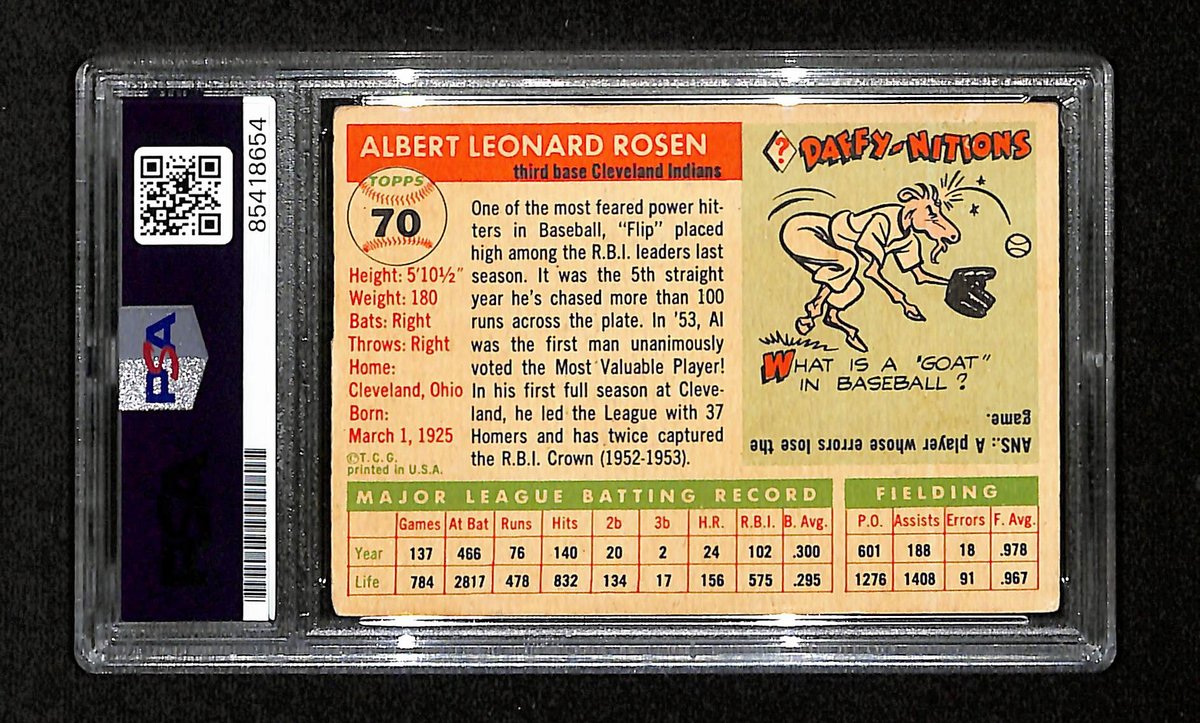 85418654
PSA
ALBERT LEONARD ROSEN
third base Cleveland Indians
TOPPS
70
Height: 5'10½"
Weight: 180
Bats: Right
Throws: Right
Home:
Cleveland, Ohio
Born:
March 1, 1925
©T.C.G.
printed in U.S.A.
One of the most feared power hit-
ters in Baseball, "Flip" placed
high among the R.B.I. leaders last
season. It was the 5th straight
year he's chased more than 100
runs across the plate. In '53, Al
was the first man unanimously
voted the Most Valuable Player!
In his first full season at Cleve-
land, he led the League with 37
Homers and has twice captured
the R.B.I. Crown (1952-1953).
? DAFFY-NITIONS
WHAT IS A "GOAT"
IN BASEBALL?
ANS.: A player whose errors lose the
game.
MAJOR LEAGUE BATTING RECORD
Games At Bat Runs Hits 2b 3b H.R. R.B.I. B. Avg.
Year 137 466 76 140 20 2 24 102 .300
Life 784 2817 478 832 134 17 156 575 .295
FIELDING
P.O. Assists Errors F. Avg.
601 188 18 .978
1276 1408 91 .967